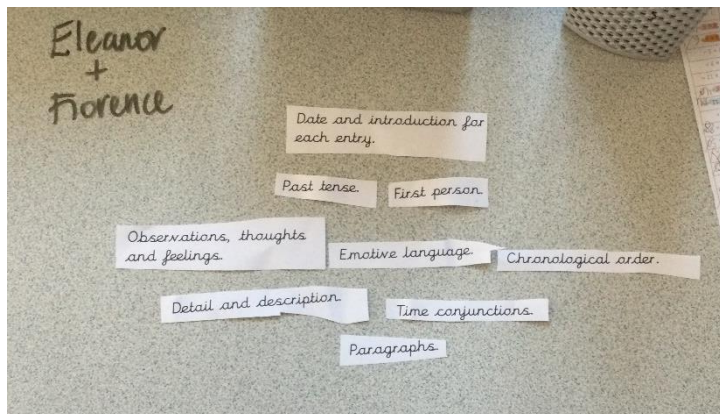 Eleanor
+
Florence
Date and introduction for
each entry.
Past tense.
First person.
Observations, thoughts
and feelings.
Emotive language.
Chronological order.
Detail and description.
Time conjunctions.
Paragraphs.